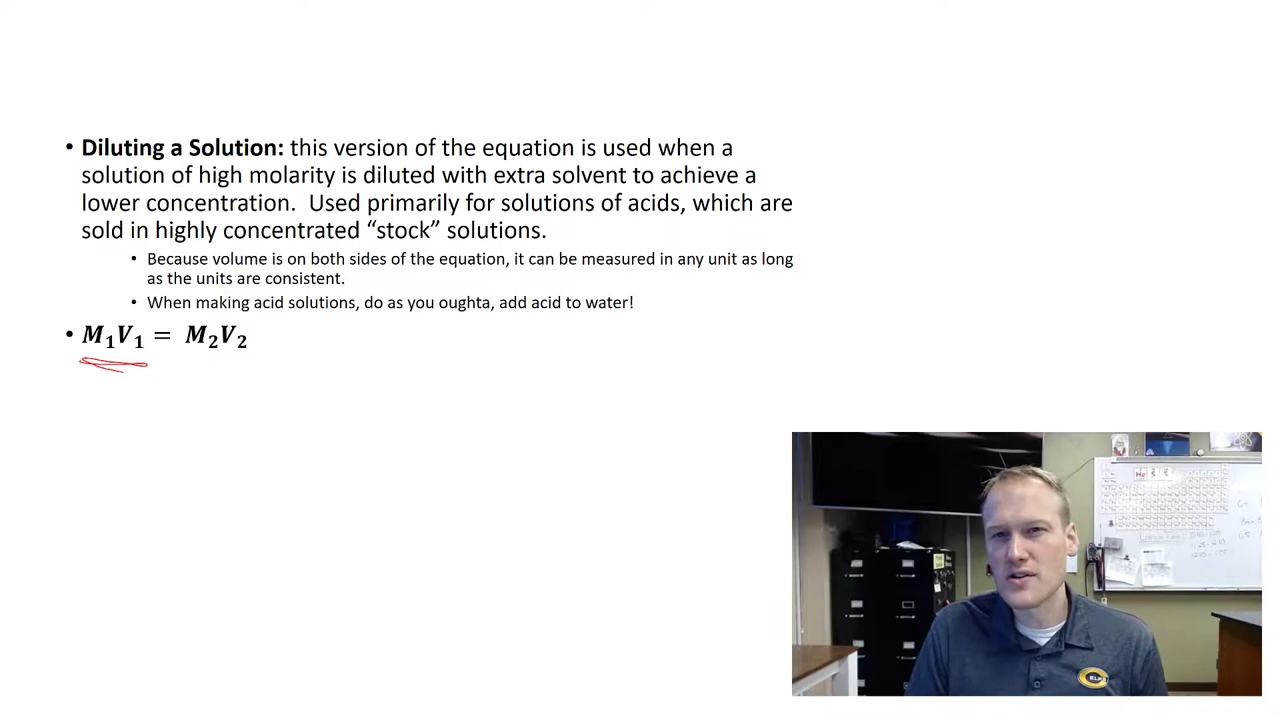 • Diluting a Solution: this version of the equation is used when a
solution of high molarity is diluted with extra solvent to achieve a
lower concentration.  Used primarily for solutions of acids, which are
sold in highly concentrated “stock” solutions.
• Because volume is on both sides of the equation, it can be measured in any unit as long
as the units are consistent.
• When making acid solutions, do as you oughta, add acid to water!
• M₁V₁ = M₂V₂
He
ELKS